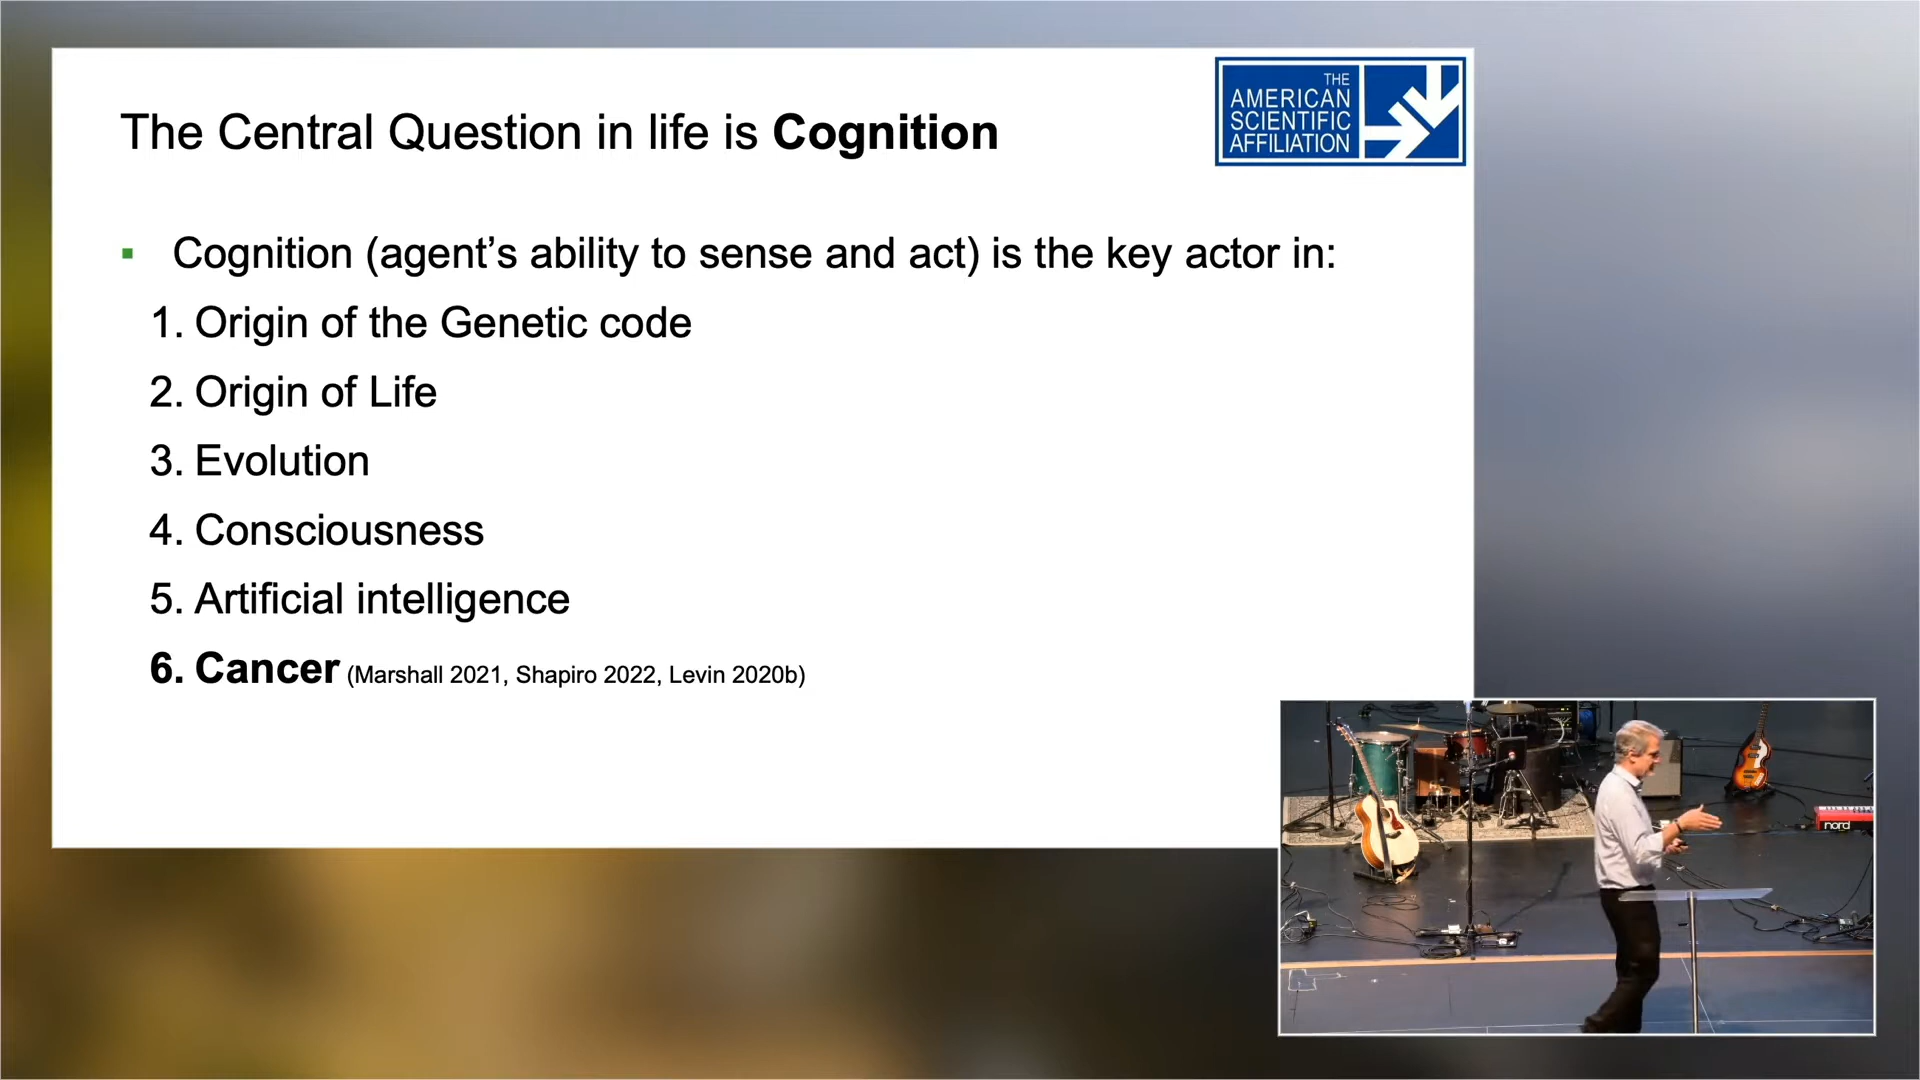 The Central Question in life is Cognition
THE
AMERICAN
SCIENTIFIC
AFFILIATION
▪ Cognition (agent’s ability to sense and act) is the key actor in:
1. Origin of the Genetic code
2. Origin of Life
3. Evolution
4. Consciousness
5. Artificial intelligence
6. Cancer (Marshall 2021, Shapiro 2022, Levin 2020b)
nord